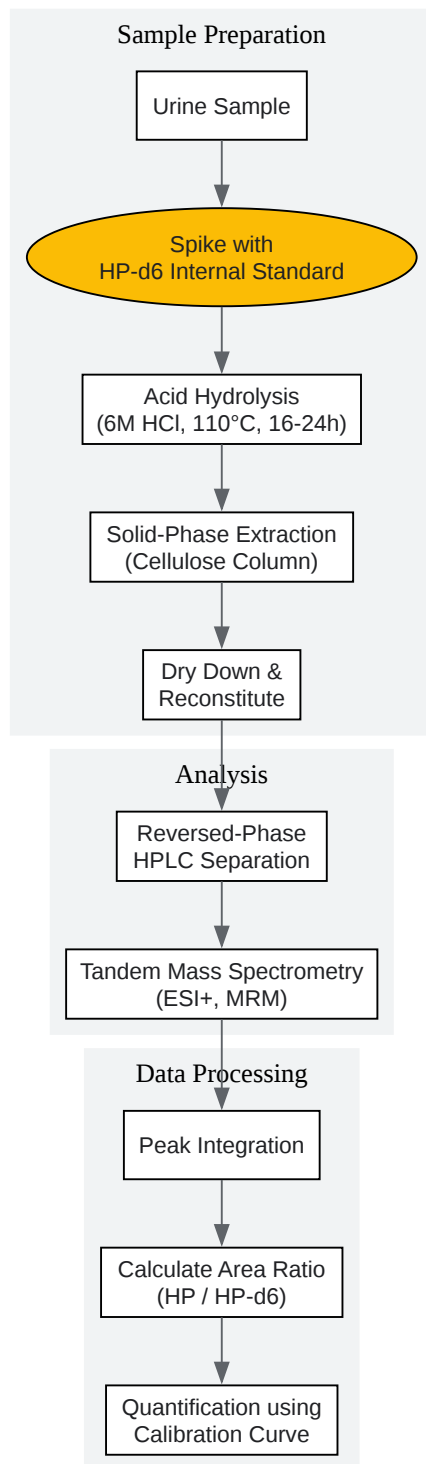 Sample Preparation
Urine Sample
Spike with
HP-d6 Internal Standard
Acid Hydrolysis
(6M HCl, 110°C, 16-24h)
Solid-Phase Extraction
(Cellulose Column)
Dry Down &
Reconstitute
Analysis
Reversed-Phase
HPLC Separation
Tandem Mass Spectrometry
(ESI+, MRM)
Data Processing
Peak Integration
Calculate Area Ratio
(HP / HP-d6)
Quantification using
Calibration Curve